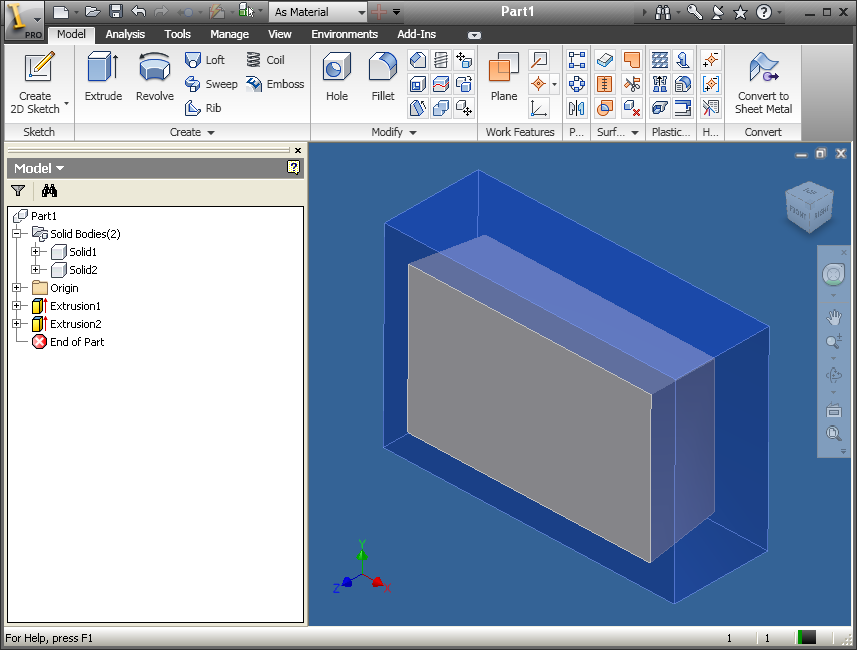 PRO
As Material
Part1
Model Analysis Tools Manage View Environments Add-Ins
Create
2D Sketch
Extrude
Revolve
Loft
Sweep
Rib
Coil
Emboss
Hole
Fillet
Plane
Convert to
Sheet Metal
Sketch
Create
Modify
Work Features
P...
Surf...
Plastic...
H...
Convert
Model
Part1
Solid Bodies(2)
Solid1
Solid2
Origin
Extrusion1
Extrusion2
End of Part
TOP
FRONT
RIGHT
Y
Z
X
For Help, press F1
1
1